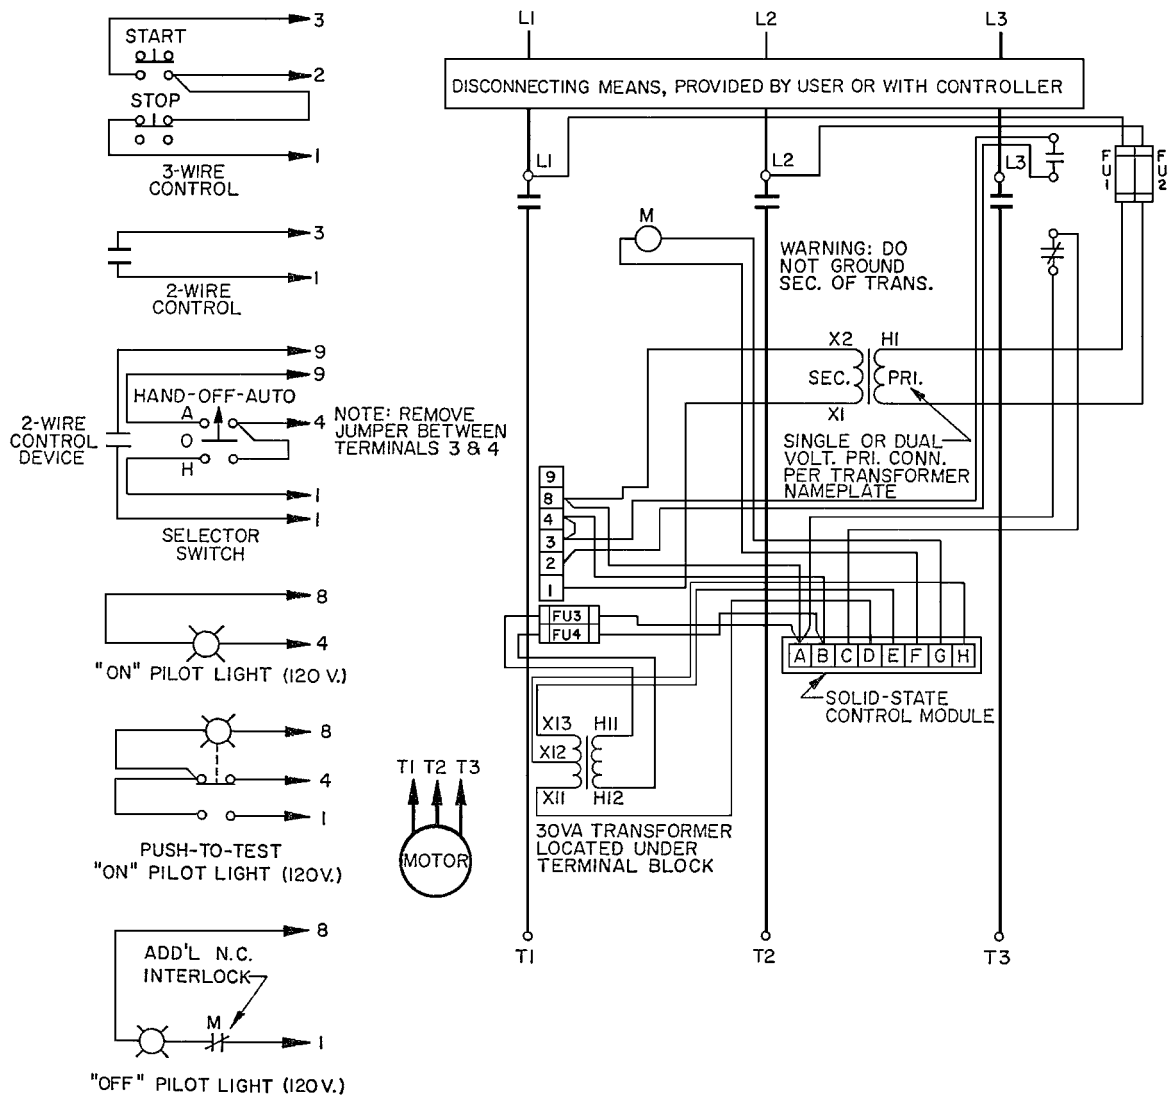 3
START
2
STOP
1
3-WIRE
CONTROL
3
1
2-WIRE
CONTROL
9
9
HAND-OFF-AUTO
A
4
O
H
2-WIRE
CONTROL
DEVICE
NOTE: REMOVE
JUMPER BETWEEN
TERMINALS 3 & 4
1
1
SELECTOR
SWITCH
8
4
"ON" PILOT LIGHT (120 V.)
8
4
1
PUSH-TO-TEST
"ON" PILOT LIGHT (120V.)
8
ADD'L N.C.
INTERLOCK
M
1
"OFF" PILOT LIGHT (120 V.)
T1 T2 T3
MOTOR
L1 L2 L3
DISCONNECTING MEANS, PROVIDED BY USER OR WITH CONTROLLER
L1 L2 L3
FU1
FU2
M
WARNING: DO
NOT GROUND
SEC. OF TRANS.
X2 H1
SEC. PRI.
X1
SINGLE OR DUAL
VOLT. PRI. CONN.
PER TRANSFORMER
NAMEPLATE
9
8
4
3
2
1
FU3
FU4
A B C D E F G H
SOLID-STATE
CONTROL MODULE
X13 H11
X12
X11 H12
30VA TRANSFORMER
LOCATED UNDER
TERMINAL BLOCK
T1 T2 T3